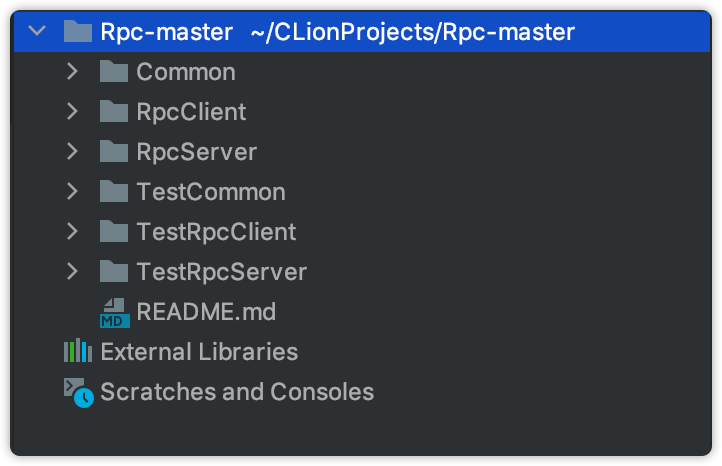 Rpc-master ~/CLionProjects/Rpc-master
Common
RpcClient
RpcServer
TestCommon
TestRpcClient
TestRpcServer
MD README.md
External Libraries
Scratches and Consoles